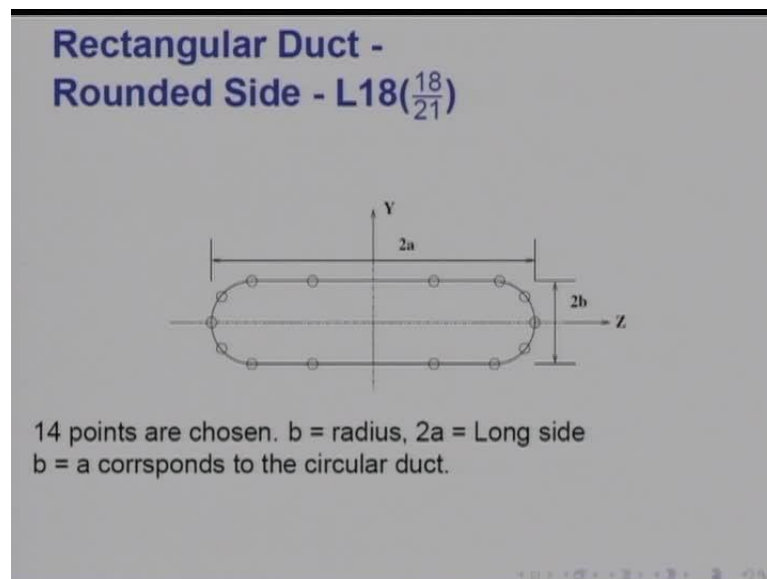 Rectangular Duct -
Rounded Side - L18(18/21)
Y
2a
2b
Z
14 points are chosen. b = radius, 2a = Long side
b = a corrsponds to the circular duct.